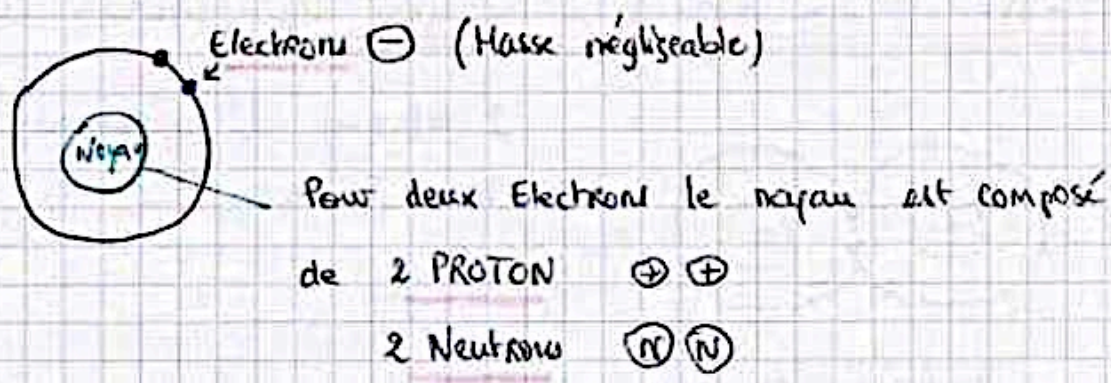 Electrons ⊖ (Masse négligeable)
Noyau
Pour deux Electrons le noyau est composé
de 2 PROTON ⊕ ⊕
2 Neutrons Ⓝ Ⓝ